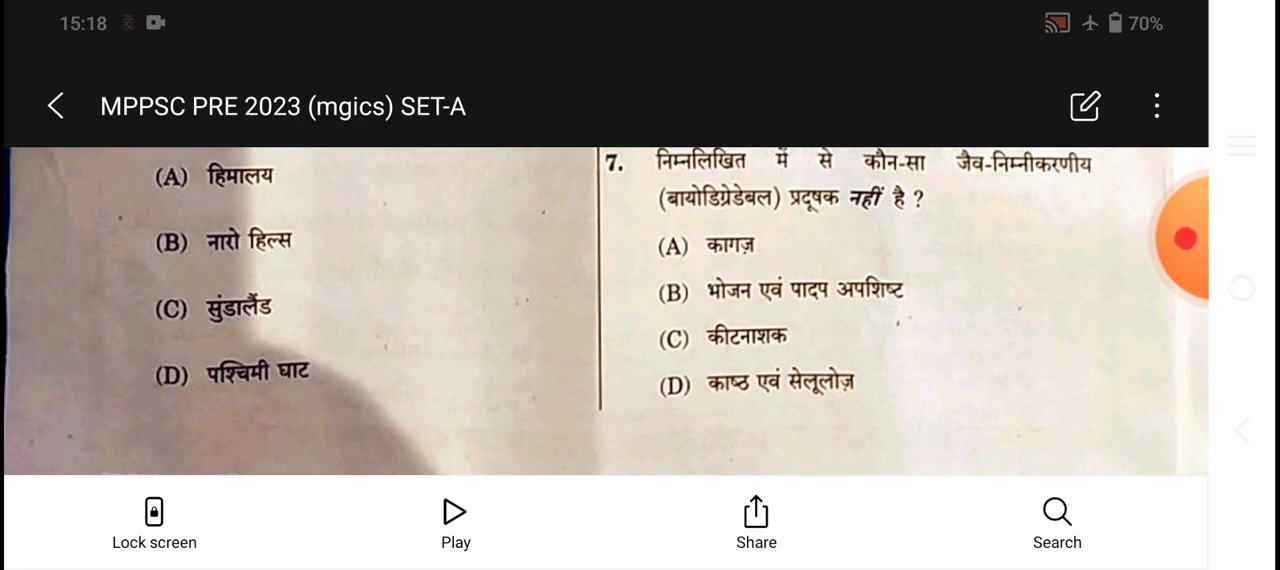 15:18
70%
MPPSC PRE 2023 (mgics) SET-A
(A) हिमालय
(B) नारो हिल्स
(C) सुंडालैंड
(D) पश्चिमी घाट
7. निम्नलिखित में से कौन-सा जैव-निम्नीकरणीय
(बायोडिग्रेडेबल) प्रदूषक नहीं है ?
(A) कागज़
(B) भोजन एवं पादप अपशिष्ट
(C) कीटनाशक
(D) काष्ठ एवं सेलूलोज़
Lock screen
Play
Share
Search